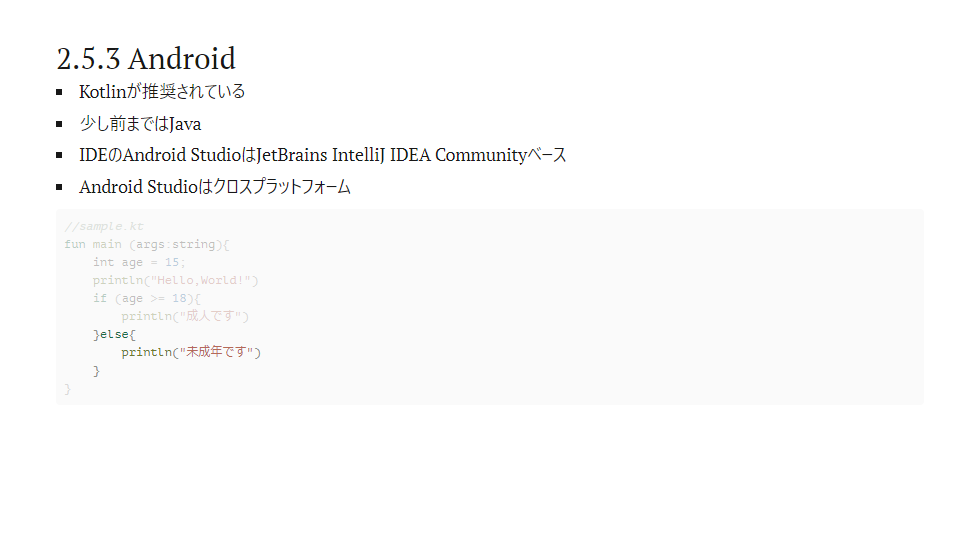 2.5.3 Android
Kotlinが推奨されている
少し前まではJava
IDEのAndroid StudioはJetBrains IntelliJ IDEA Communityベース
Android Studioはクロスプラットフォーム
//sample.kt
fun main (args:string){
    int age = 15;
    println("Hello,World!")
    if (age >= 18){
        println("成人です")
    }else{
        println("未成年です")
    }
}